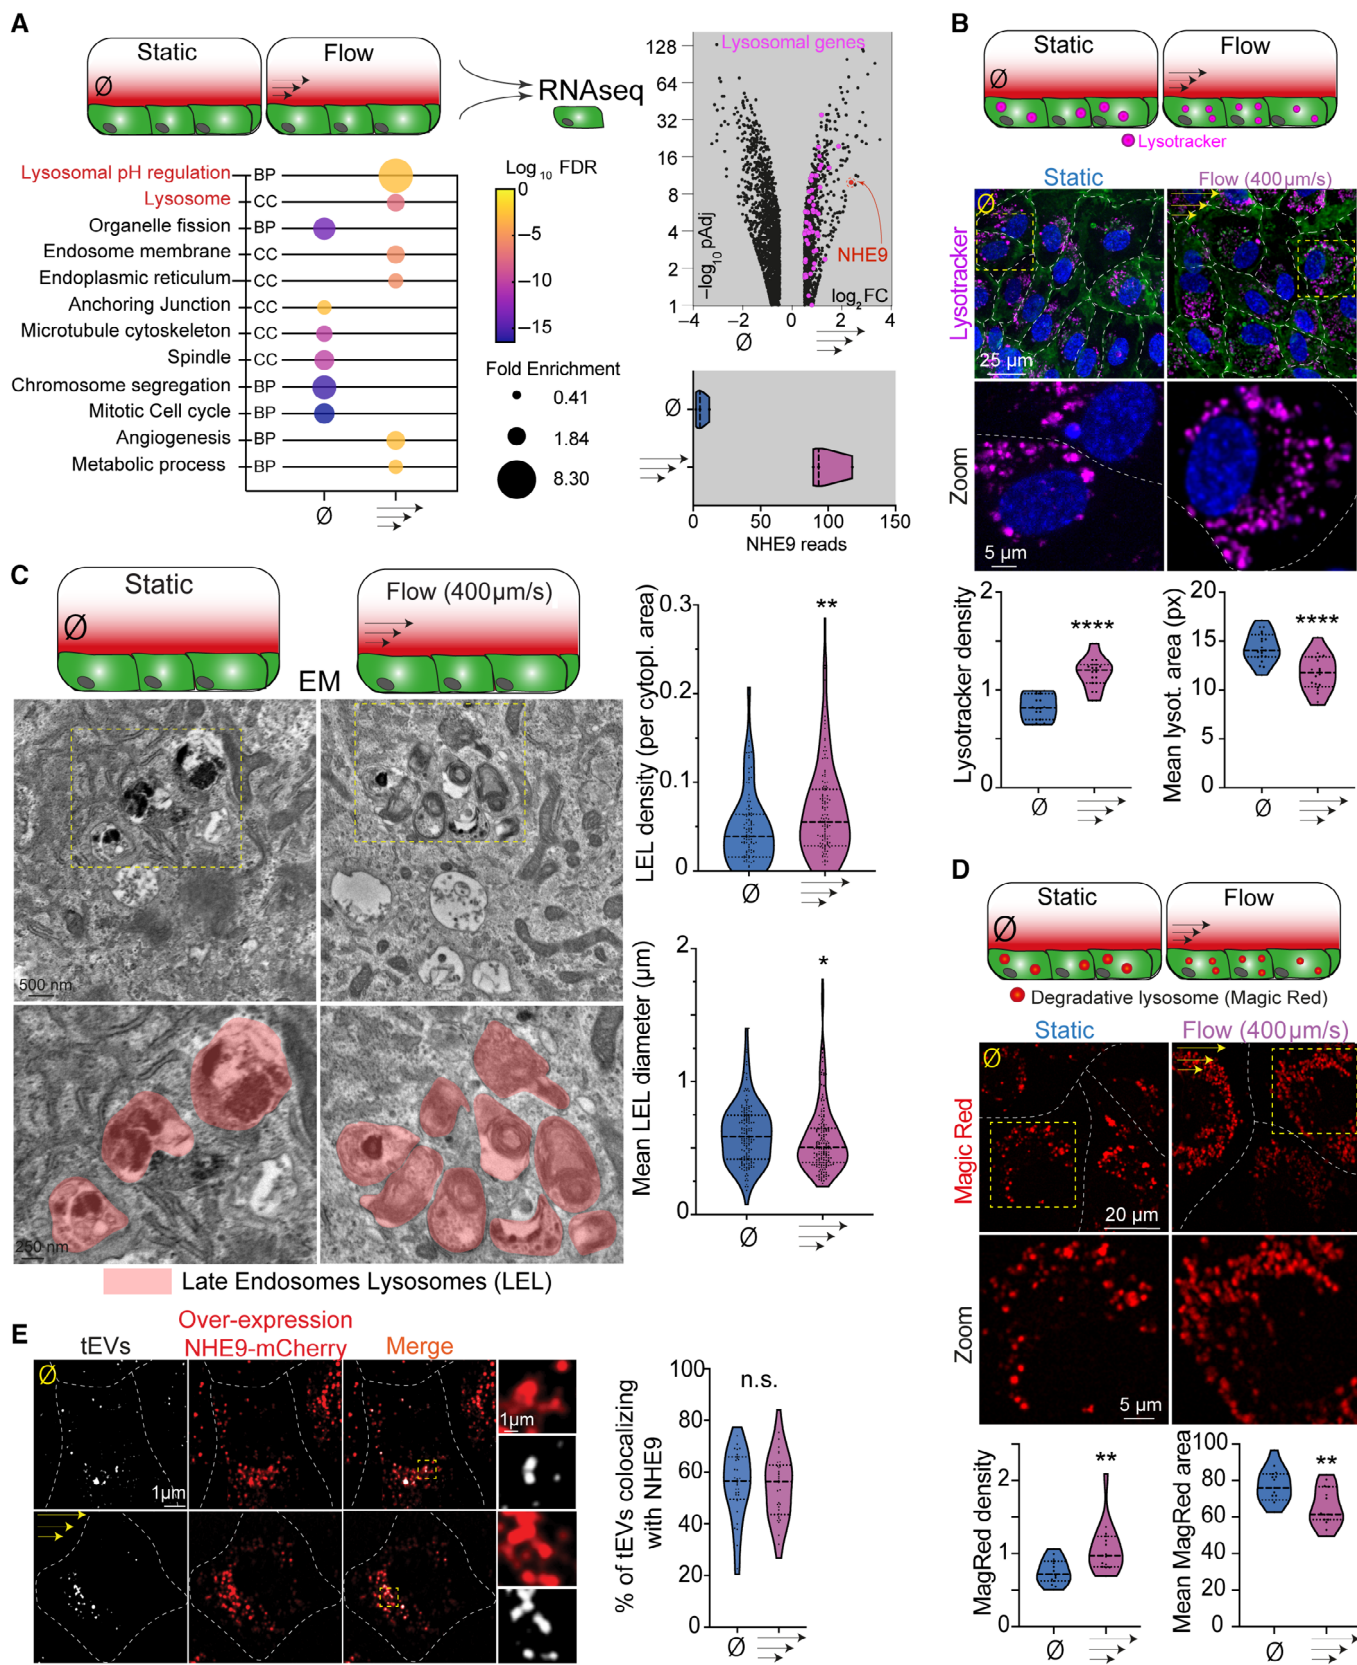 A
Static
Flow
Ø
RNAseq
Lysosomal pH regulation
BP
Lysosome
CC
Organelle fission
BP
Endosome membrane
CC
Endoplasmic reticulum
CC
Anchoring Junction
CC
Microtubule cytoskeleton
CC
Spindle
CC
Chromosome segregation
BP
Mitotic Cell cycle
BP
Angiogenesis
BP
Metabolic process
BP
Ø
Log10 FDR
0
−5
−10
−15
Fold Enrichment
0.41
1.84
8.30
Lysosomal genes
128
64
32
16
8
4
2
1
−log10 pAdj
NHE9
log2 FC
−4
−2
0
2
4
Ø
Ø
0
50
100
150
NHE9 reads
B
Static
Flow
Ø
Lysotracker
Static
Flow (400µm/s)
Ø
Lysotracker
25 µm
Zoom
5 µm
Lysotracker density
2
1
0
****
Ø
Mean lysot. area (px)
20
15
10
5
0
****
Ø
C
Static
Flow (400µm/s)
Ø
EM
500 nm
250 nm
Late Endosomes Lysosomes (LEL)
LEL density (per cytopl. area)
0.3
0.2
0.1
0
**
Ø
Mean LEL diameter (µm)
2
1
0
*
Ø
D
Static
Flow
Ø
Degradative lysosome (Magic Red)
Static
Flow (400µm/s)
Ø
Magic Red
20 µm
Zoom
5 µm
MagRed density
2
1
0
**
Ø
Mean MagRed area
100
80
60
40
20
0
**
Ø
E
tEVs
Over-expression
NHE9-mCherry
Merge
Ø
1µm
1µm
% of tEVs colocalizing
with NHE9
100
80
60
40
20
0
n.s.
Ø